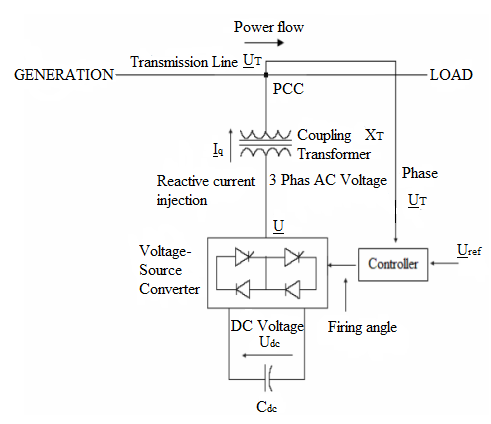 Power flow
Transmission Line UT
GENERATION
LOAD
PCC
Coupling XT
Transformer
Iq
Reactive current
injection
3 Phas AC Voltage
Phase
UT
U
Voltage-
Source
Converter
Controller
Uref
DC Voltage
Udc
Firing angle
Cdc